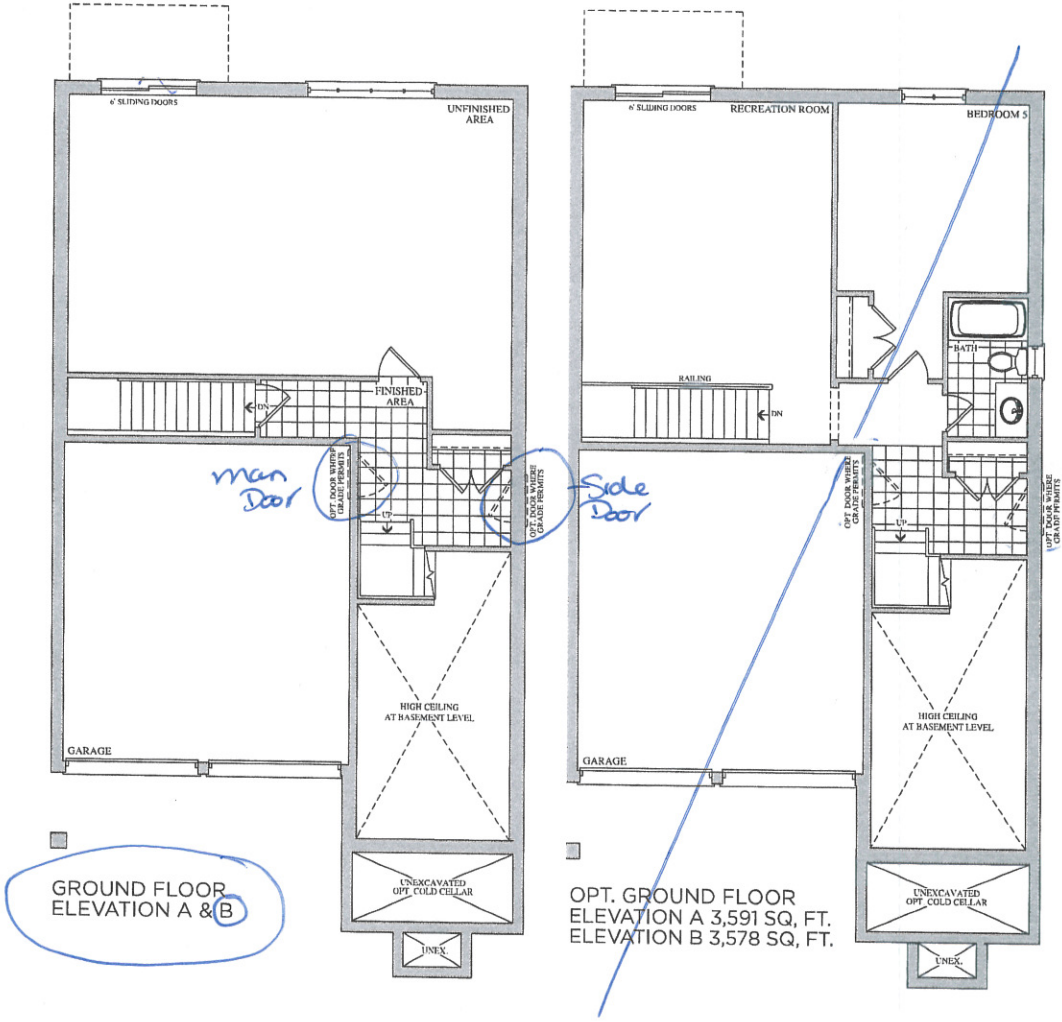 6' SLIDING DOORS
UNFINISHED
AREA
FINISHED
AREA
DN
man
Door
OPT. DOOR WHERE
GRADE PERMITS
Side
Door
OPT. DOOR WHERE
GRADE PERMITS
UP
HIGH CEILING
AT BASEMENT LEVEL
GARAGE
UNEXCAVATED
OPT COLD CELLAR
UNEX.
GROUND FLOOR
ELEVATION A & B
6' SLIDING DOORS
RECREATION ROOM
BEDROOM 5
BATH
RAILING
DN
OPT DOOR WHERE
GRADE PERMITS
OPT DOOR WHERE
GRADE PERMITS
UP
HIGH CEILING
AT BASEMENT LEVEL
GARAGE
UNEXCAVATED
OPT COLD CELLAR
UNEX.
OPT. GROUND FLOOR
ELEVATION A 3,591 SQ, FT.
ELEVATION B 3,578 SQ, FT.